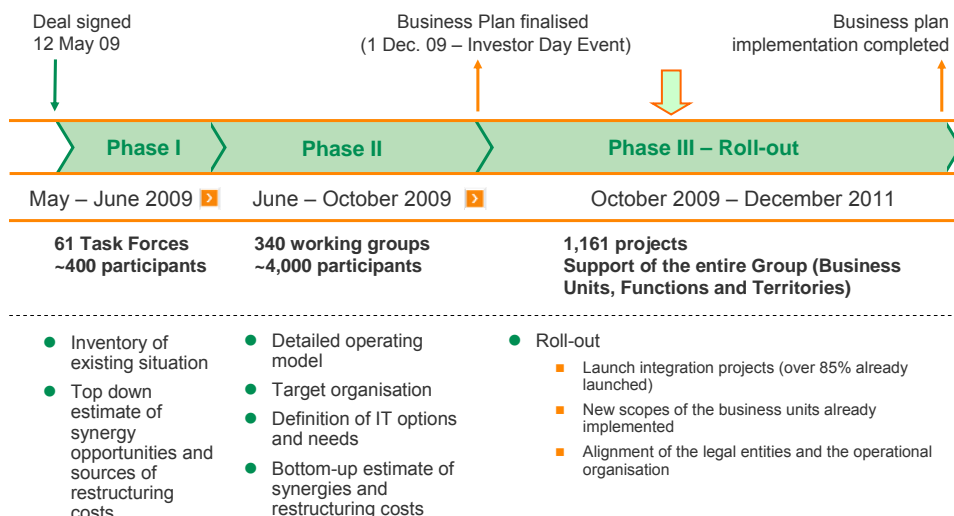 Deal signed
12 May 09
Business Plan finalised
(1 Dec. 09 – Investor Day Event)
Business plan
implementation completed
Phase I
Phase II
Phase III – Roll-out
May – June 2009
June – October 2009
October 2009 – December 2011
61 Task Forces
~400 participants
340 working groups
~4,000 participants
1,161 projects
Support of the entire Group (Business
Units, Functions and Territories)
Inventory of
existing situation
Top down
estimate of
synergy
opportunities and
sources of
restructuring
costs
Detailed operating
model
Target organisation
Definition of IT options
and needs
Bottom-up estimate of
synergies and
restructuring costs
Roll-out
Launch integration projects (over 85% already
launched)
New scopes of the business units already
implemented
Alignment of the legal entities and the operational
organisation